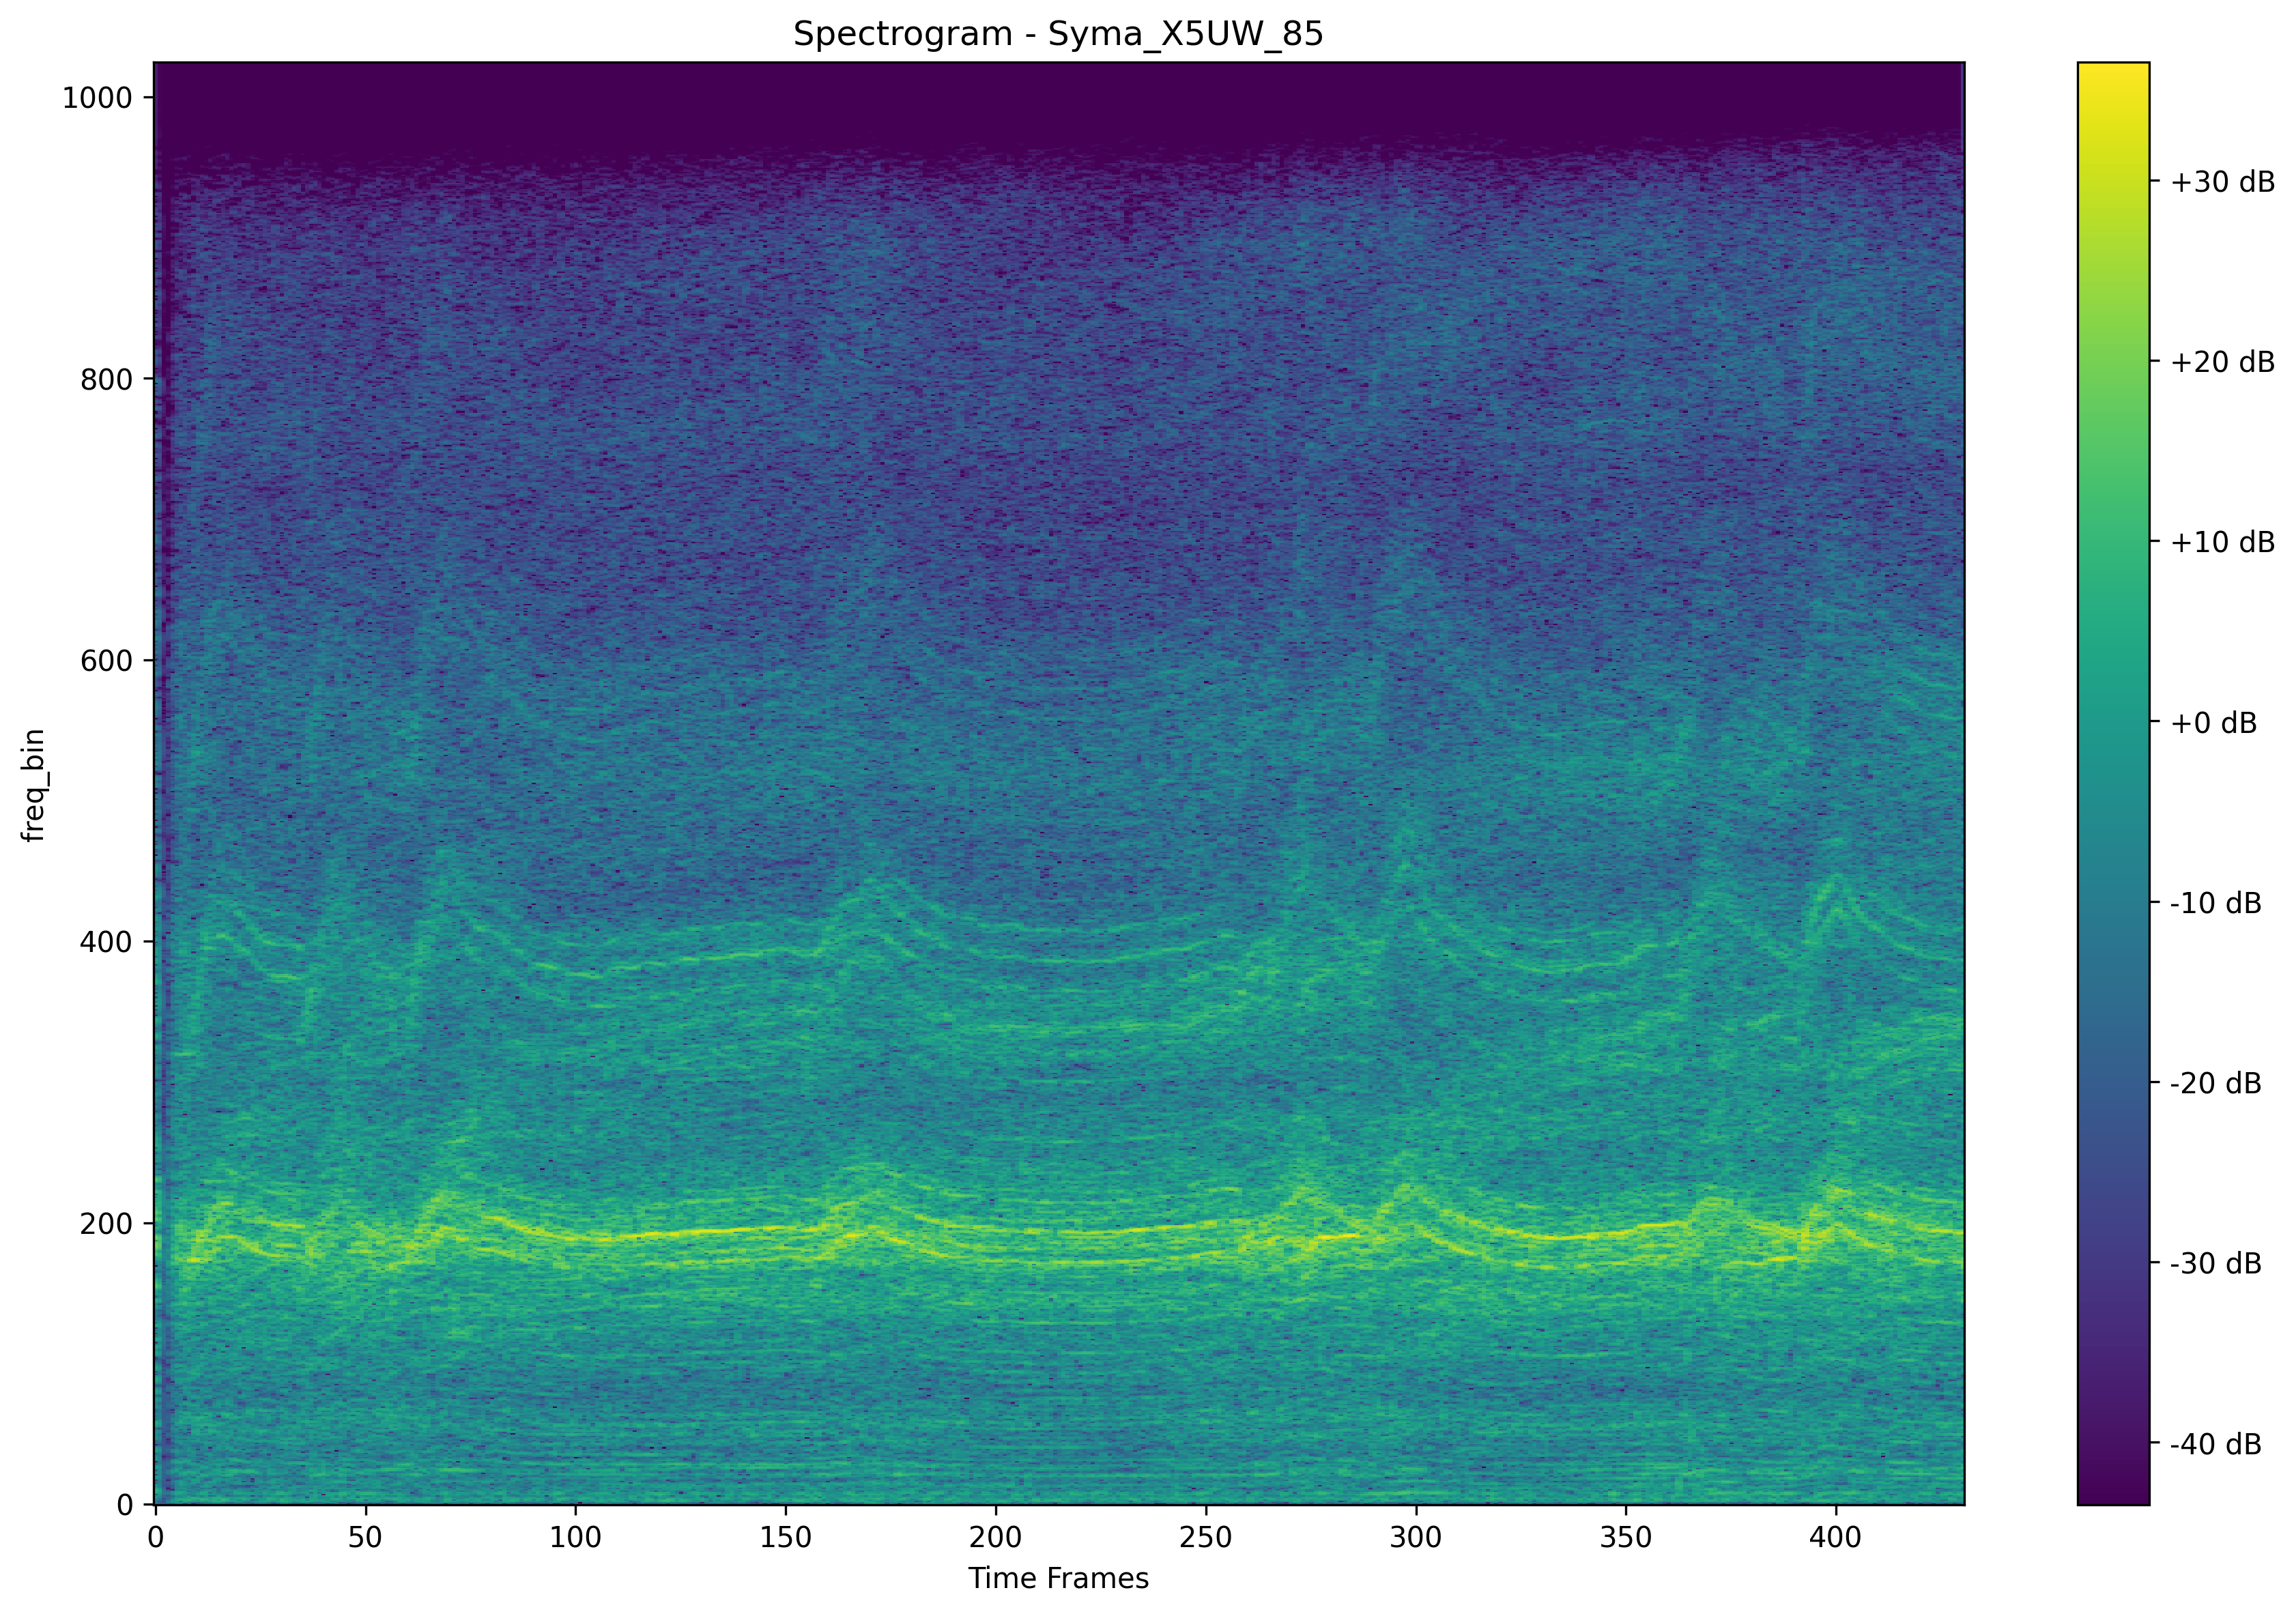 Spectrogram - Syma_X5UW_85
1000
800
600
400
200
0
freq_bin
0 50 100 150 200 250 300 350 400
Time Frames
+30 dB
+20 dB
+10 dB
+0 dB
-10 dB
-20 dB
-30 dB
-40 dB